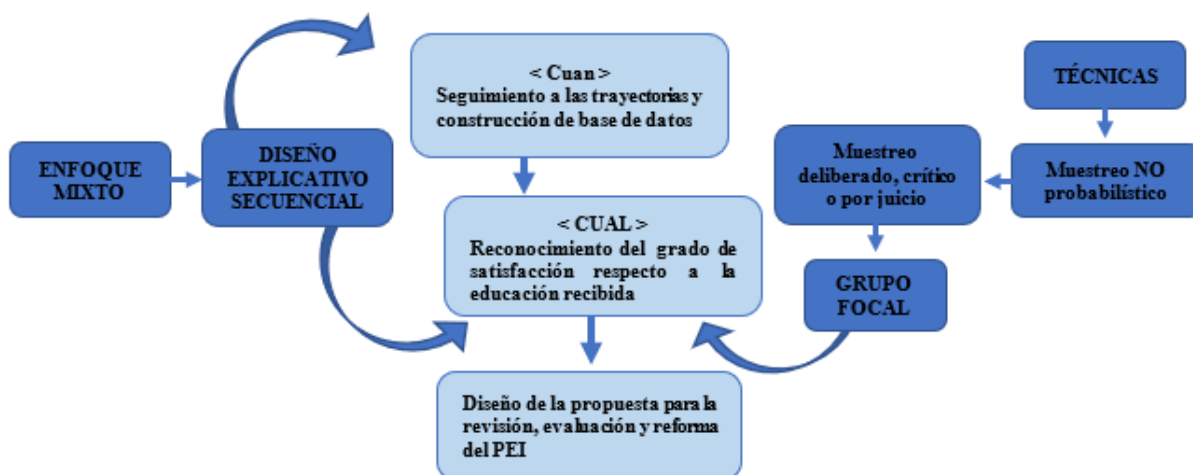 ENFOQUE
MIXTO
DISEÑO
EXPLICATIVO
SECUENCIAL
< Cuan >
Seguimiento a las trayectorias y
construcción de base de datos
< CUAL >
Reconocimiento del grado de
satisfacción respecto a la
educación recibida
Diseño de la propuesta para la
revisión, evaluación y reforma
del PEI
TÉCNICAS
Muestreo NO
probabilístico
Muestreo
deliberado, crítico
o por juicio
GRUPO
FOCAL